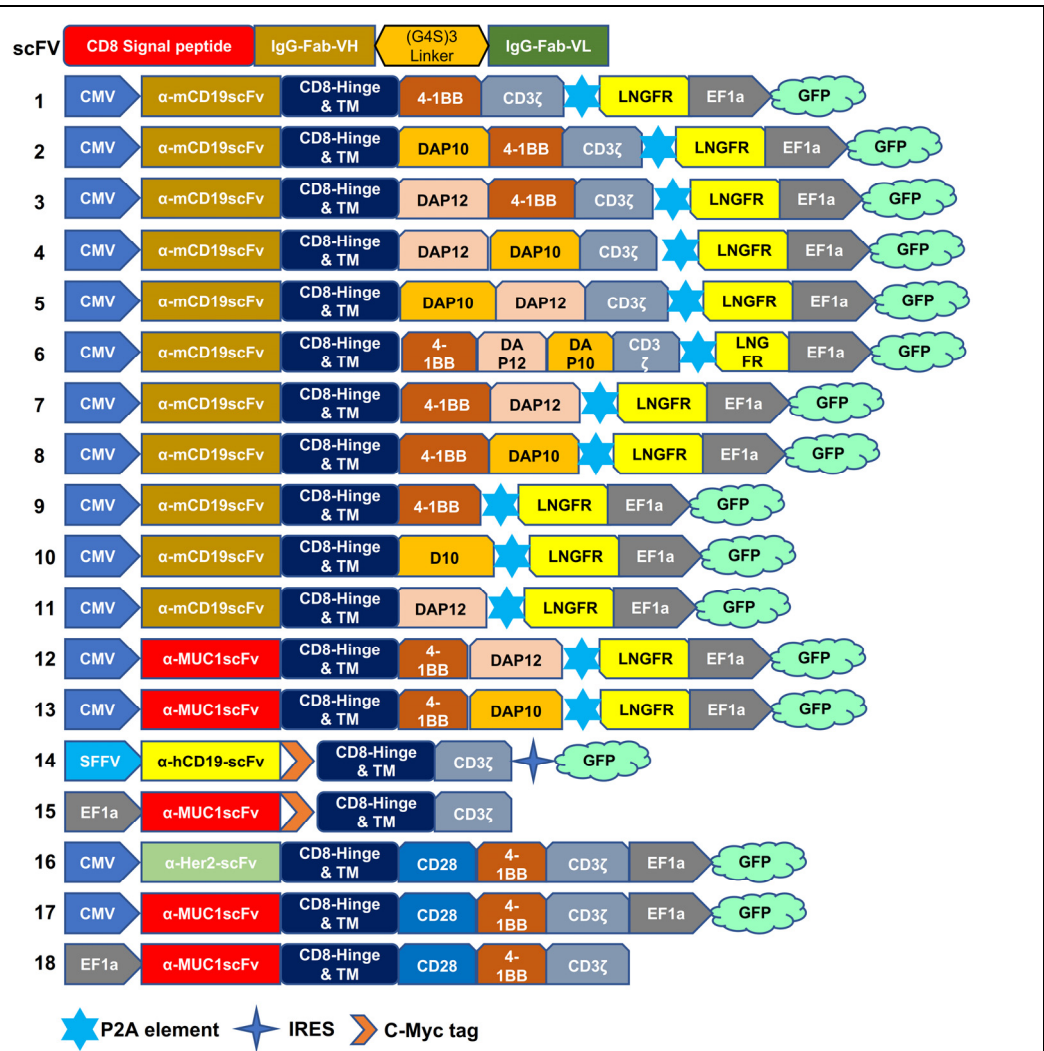 scFV CD8 Signal peptide IgG-Fab-VH (G4S)3 Linker IgG-Fab-VL
1 CMV α-mCD19scFv CD8-Hinge & TM 4-1BB CD3ζ LNGFR EF1a GFP
2 CMV α-mCD19scFv CD8-Hinge & TM DAP10 4-1BB CD3ζ LNGFR EF1a GFP
3 CMV α-mCD19scFv CD8-Hinge & TM DAP12 4-1BB CD3ζ LNGFR EF1a GFP
4 CMV α-mCD19scFv CD8-Hinge & TM DAP12 DAP10 CD3ζ LNGFR EF1a GFP
5 CMV α-mCD19scFv CD8-Hinge & TM DAP10 DAP12 CD3ζ LNGFR EF1a GFP
6 CMV α-mCD19scFv CD8-Hinge & TM 4-1BB DAP12 DAP10 CD3ζ LNGFR EF1a GFP
7 CMV α-mCD19scFv CD8-Hinge & TM 4-1BB DAP12 LNGFR EF1a GFP
8 CMV α-mCD19scFv CD8-Hinge & TM 4-1BB DAP10 LNGFR EF1a GFP
9 CMV α-mCD19scFv CD8-Hinge & TM 4-1BB LNGFR EF1a GFP
10 CMV α-mCD19scFv CD8-Hinge & TM D10 LNGFR EF1a GFP
11 CMV α-mCD19scFv CD8-Hinge & TM DAP12 LNGFR EF1a GFP
12 CMV α-MUC1scFv CD8-Hinge & TM 4-1BB DAP12 LNGFR EF1a GFP
13 CMV α-MUC1scFv CD8-Hinge & TM 4-1BB DAP10 LNGFR EF1a GFP
14 SFFV α-hCD19-scFv CD8-Hinge & TM CD3ζ GFP
15 EF1a α-MUC1scFv CD8-Hinge & TM CD3ζ
16 CMV α-Her2-scFv CD8-Hinge & TM CD28 4-1BB CD3ζ EF1a GFP
17 CMV α-MUC1scFv CD8-Hinge & TM CD28 4-1BB CD3ζ EF1a GFP
18 EF1a α-MUC1scFv CD8-Hinge & TM CD28 4-1BB CD3ζ
P2A element IRES C-Myc tag